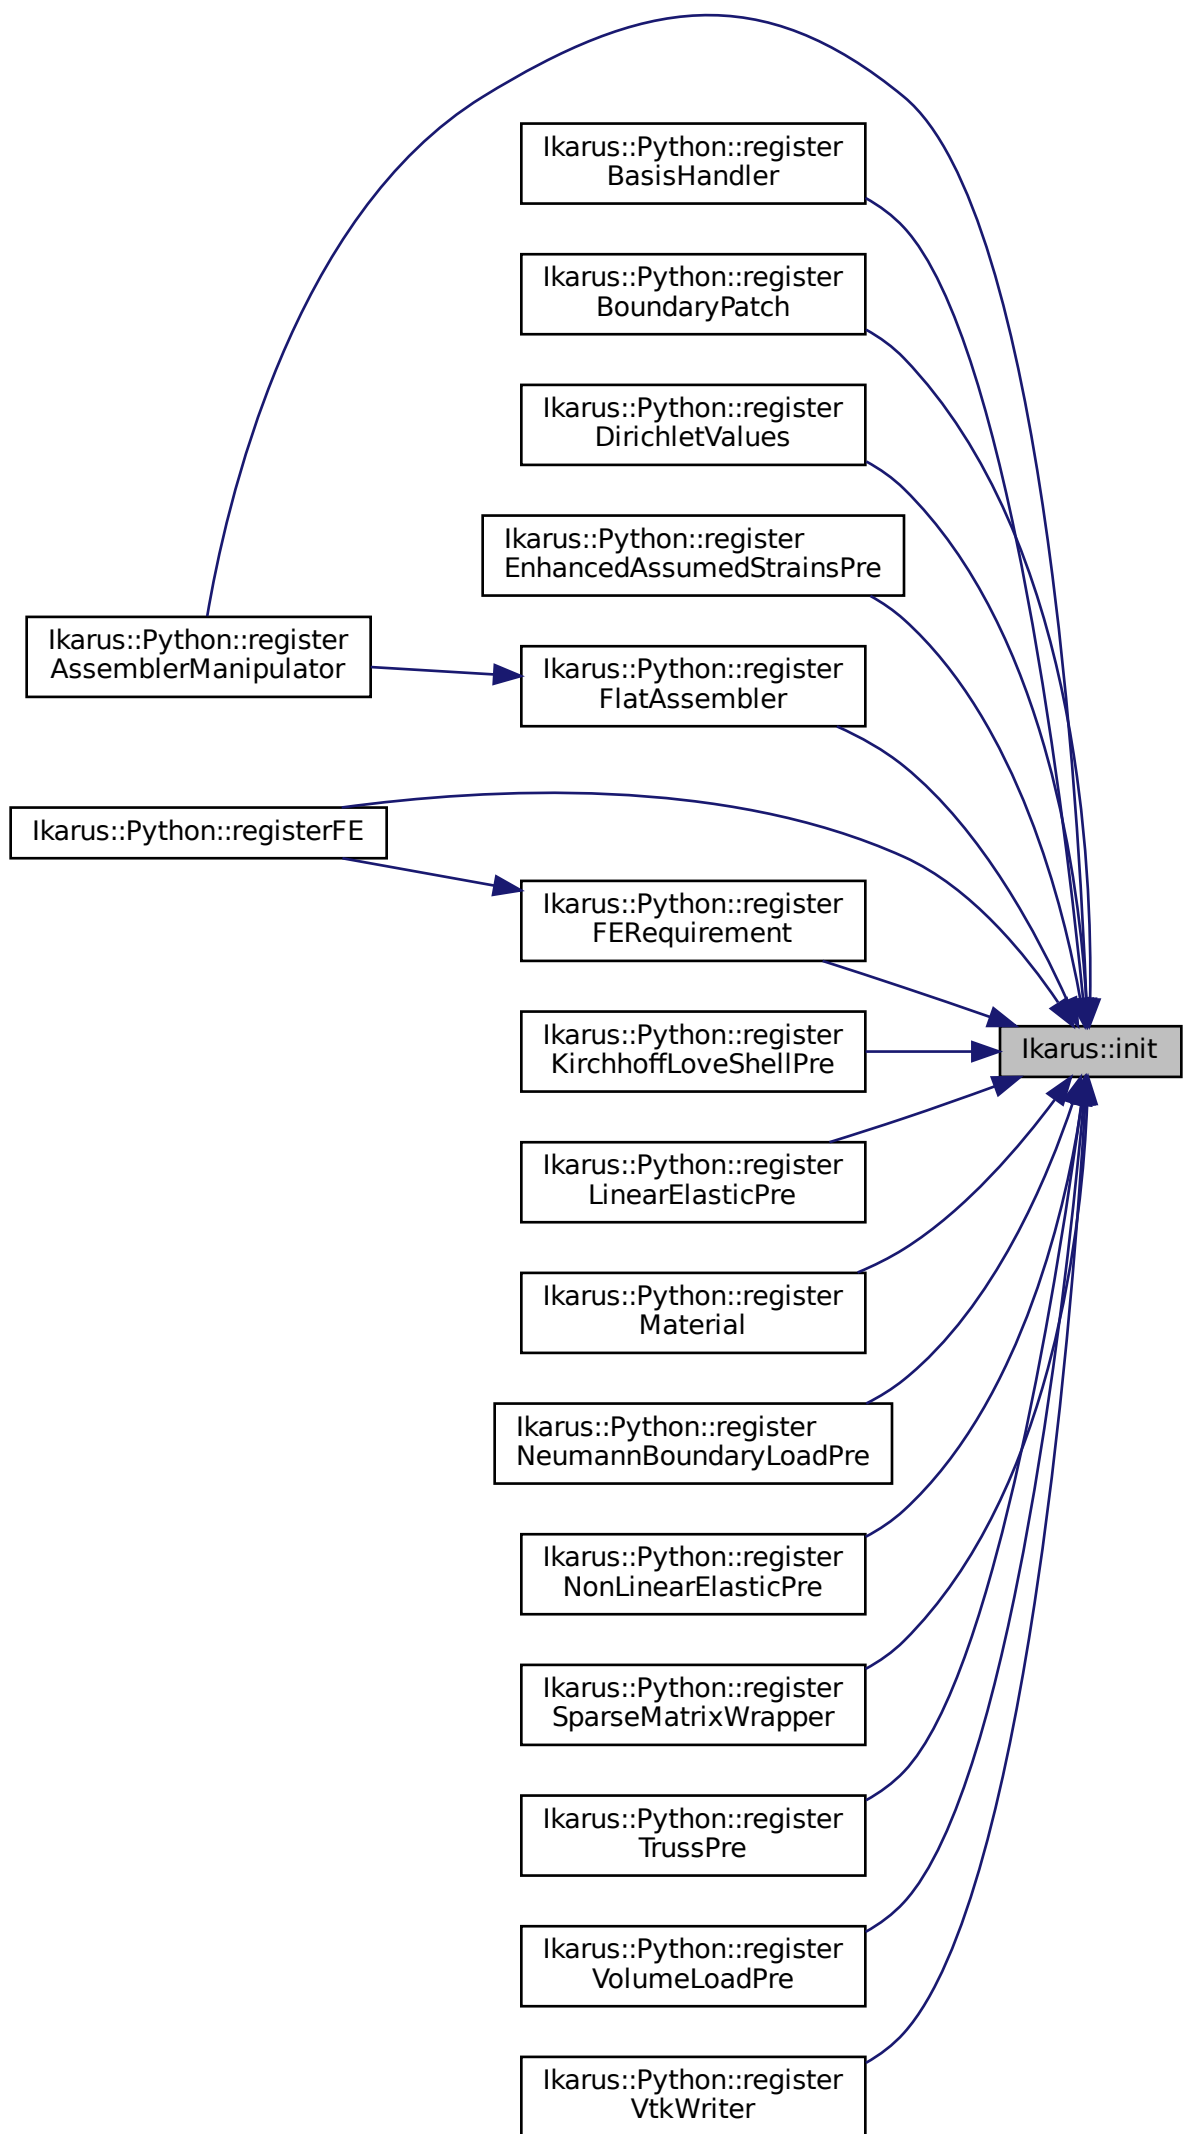 Ikarus::Python::register
BasisHandler
Ikarus::Python::register
BoundaryPatch
Ikarus::Python::register
DirichletValues
Ikarus::Python::register
EnhancedAssumedStrainsPre
Ikarus::Python::register
AssemblerManipulator
Ikarus::Python::register
FlatAssembler
Ikarus::Python::registerFE
Ikarus::Python::register
FERequirement
Ikarus::Python::register
KirchhoffLoveShellPre
Ikarus::init
Ikarus::Python::register
LinearElasticPre
Ikarus::Python::register
Material
Ikarus::Python::register
NeumannBoundaryLoadPre
Ikarus::Python::register
NonLinearElasticPre
Ikarus::Python::register
SparseMatrixWrapper
Ikarus::Python::register
TrussPre
Ikarus::Python::register
VolumeLoadPre
Ikarus::Python::register
VtkWriter